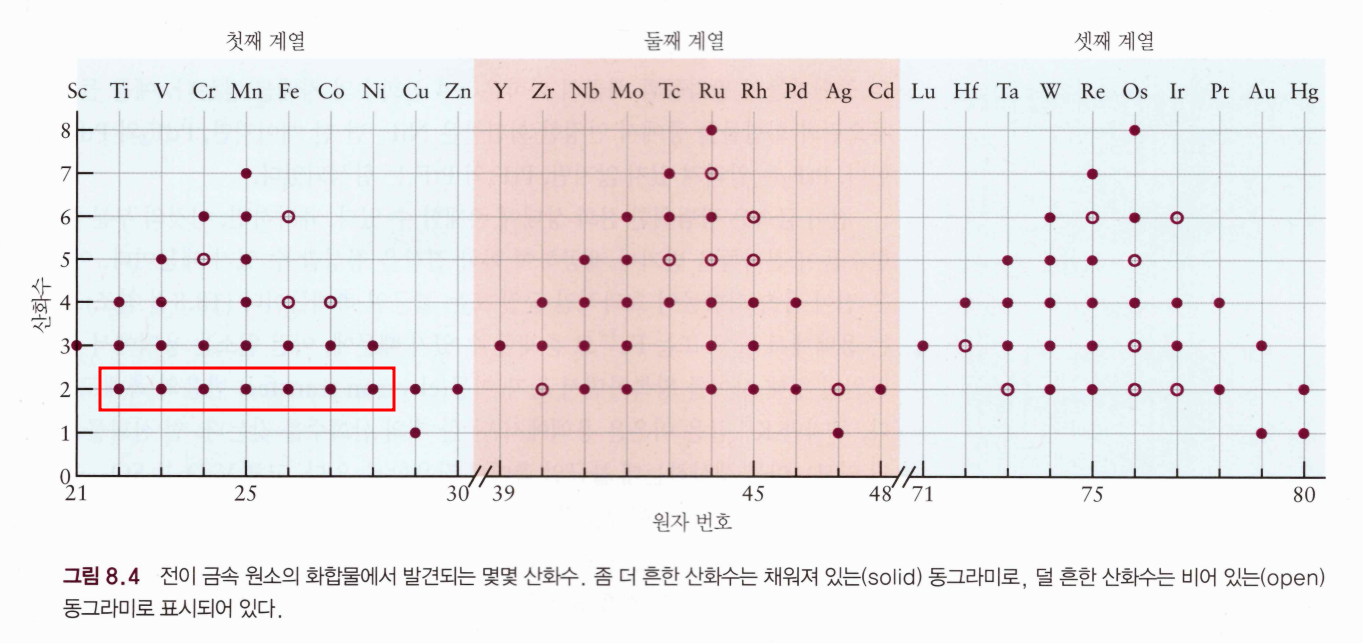 첫째 계열 둘째 계열 셋째 계열
Sc Ti V Cr Mn Fe Co Ni Cu Zn Y Zr Nb Mo Tc Ru Rh Pd Ag Cd Lu Hf Ta W Re Os Ir Pt Au Hg
8
7
6
5
4
3
2
1
0
산화수
21 25 30 39 45 48 71 75 80
원자 번호
그림 8.4 전이 금속 원소의 화합물에서 발견되는 몇몇 산화수. 좀 더 흔한 산화수는 채워져 있는(solid) 동그라미로, 덜 흔한 산화수는 비어 있는(open)
동그라미로 표시되어 있다.